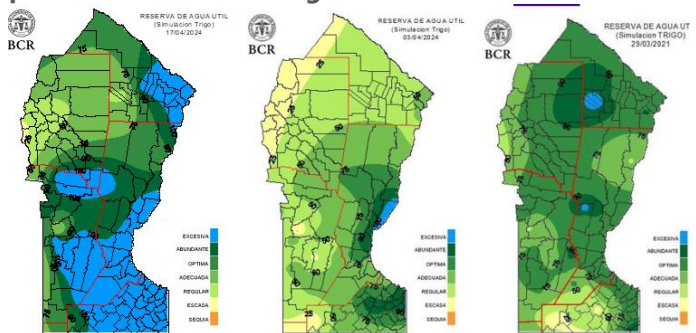 BCR
RESERVA DE AGUA UTIL
(Simulacion Trigo)
17/04/2024
EXCESIVA
ABUNDANTE
OPTIMA
ADECUADA
REGULAR
ESCASA
SEQUIA
BCR
RESERVA DE AGUA UTIL
(Simulacion Trigo)
03/04/2024
EXCESIVA
ABUNDANTE
OPTIMA
ADECUADA
REGULAR
ESCASA
SEQUIA
BCR
RESERVA DE AGUA UT
(Simulacion TRIGO)
29/03/2021
EXCESIVA
ABUNDANTE
OPTIMA
ADECUADA
REGULAR
ESCASA
SEQUIA